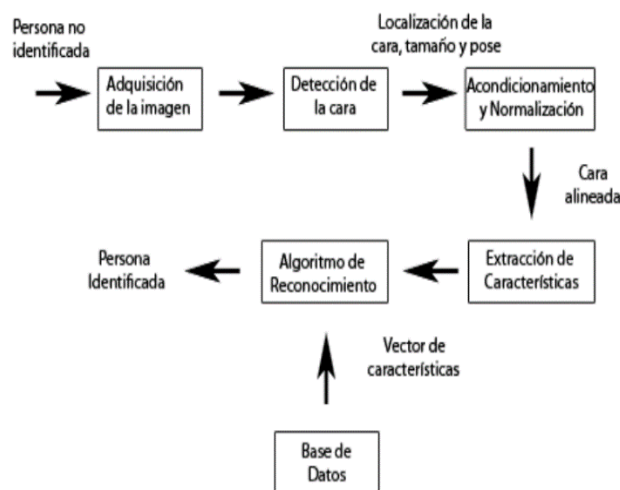 Persona no
identificada
Adquisición
de la imagen
Detección de
la cara
Localización de la
cara, tamaño y pose
Acondicionamiento
y Normalización
Cara
alineada
Extracción de
Características
Algoritmo de
Reconocimiento
Persona
Identificada
Vector de
características
Base de
Datos